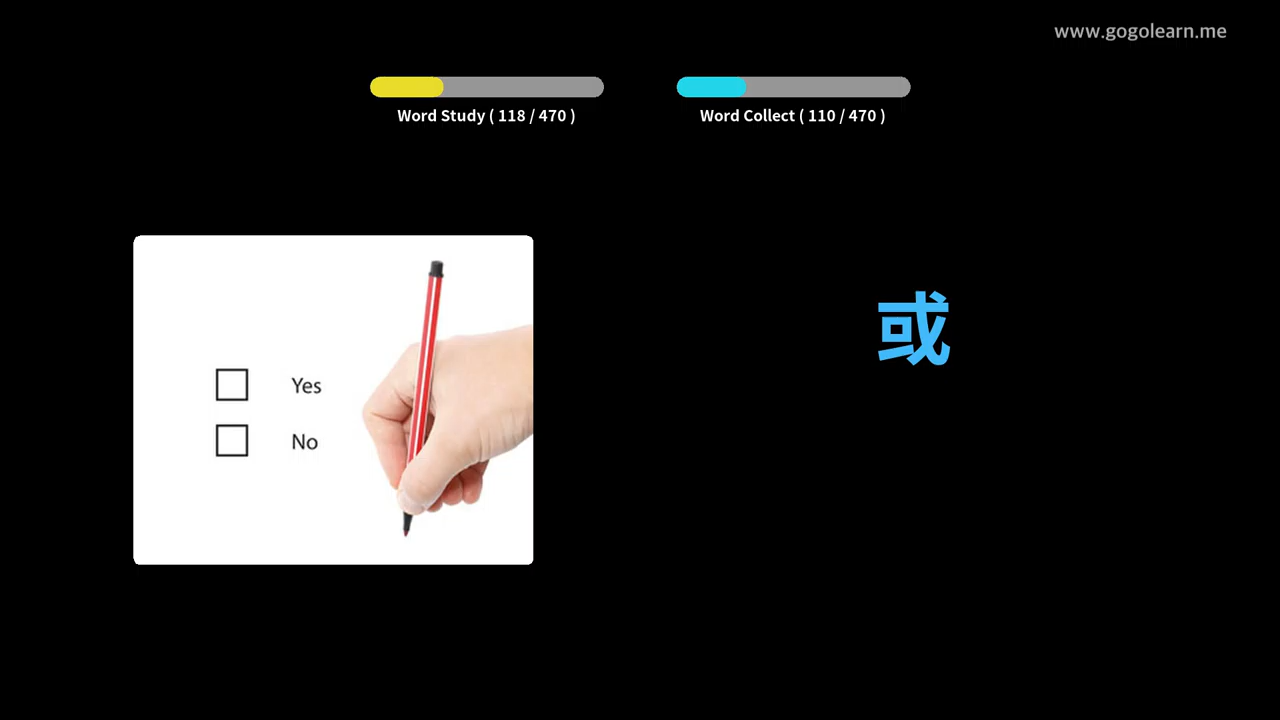 www.gogolearn.me
Word Study ( 118 / 470 )
Word Collect ( 110 / 470 )
Yes
No
或